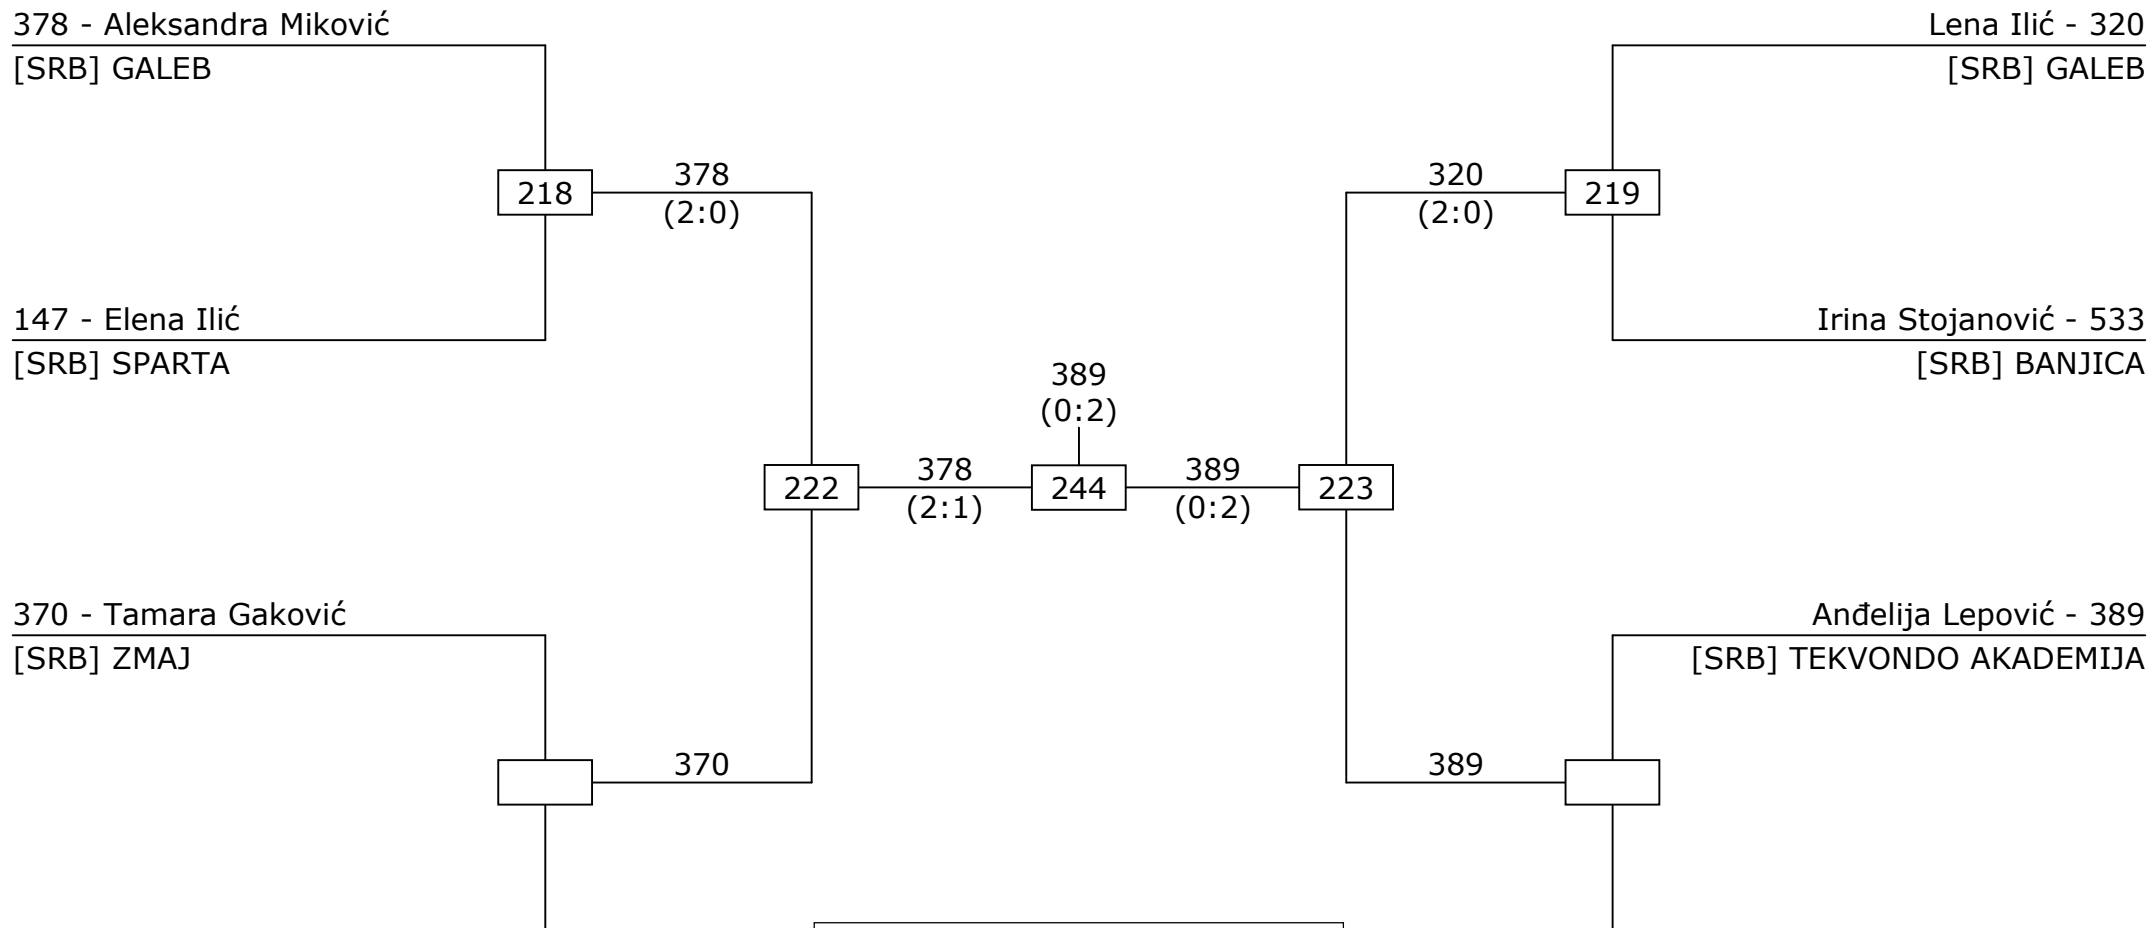 378 - Aleksandra Miković
[SRB] GALEB
Lena Ilić - 320
[SRB] GALEB
378
(2:0)
218
320
(2:0)
219
147 - Elena Ilić
[SRB] SPARTA
Irina Stojanović - 533
[SRB] BANJICA
389
(0:2)
222
378
(2:1)
244
389
(0:2)
223
370 - Tamara Gaković
[SRB] ZMAJ
Anđelija Lepović - 389
[SRB] TEKVONDO AKADEMIJA
370
389